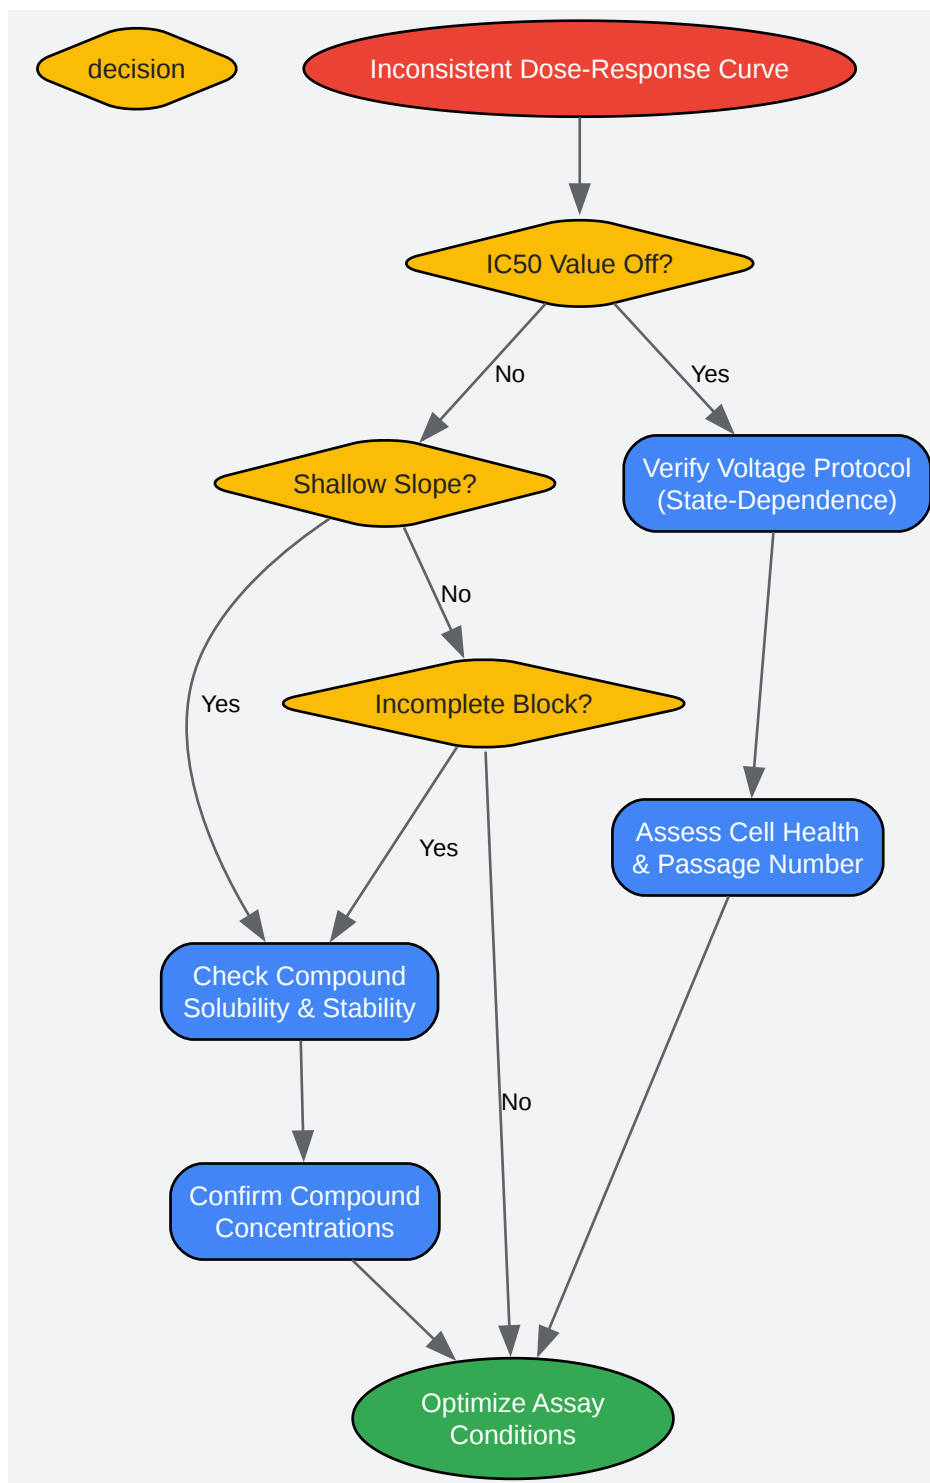 decision
Inconsistent Dose-Response Curve
IC50 Value Off?
No
Yes
Shallow Slope?
Verify Voltage Protocol
(State-Dependence)
No
Yes
Incomplete Block?
Yes
Assess Cell Health
& Passage Number
Check Compound
Solubility & Stability
No
Confirm Compound
Concentrations
Optimize Assay
Conditions